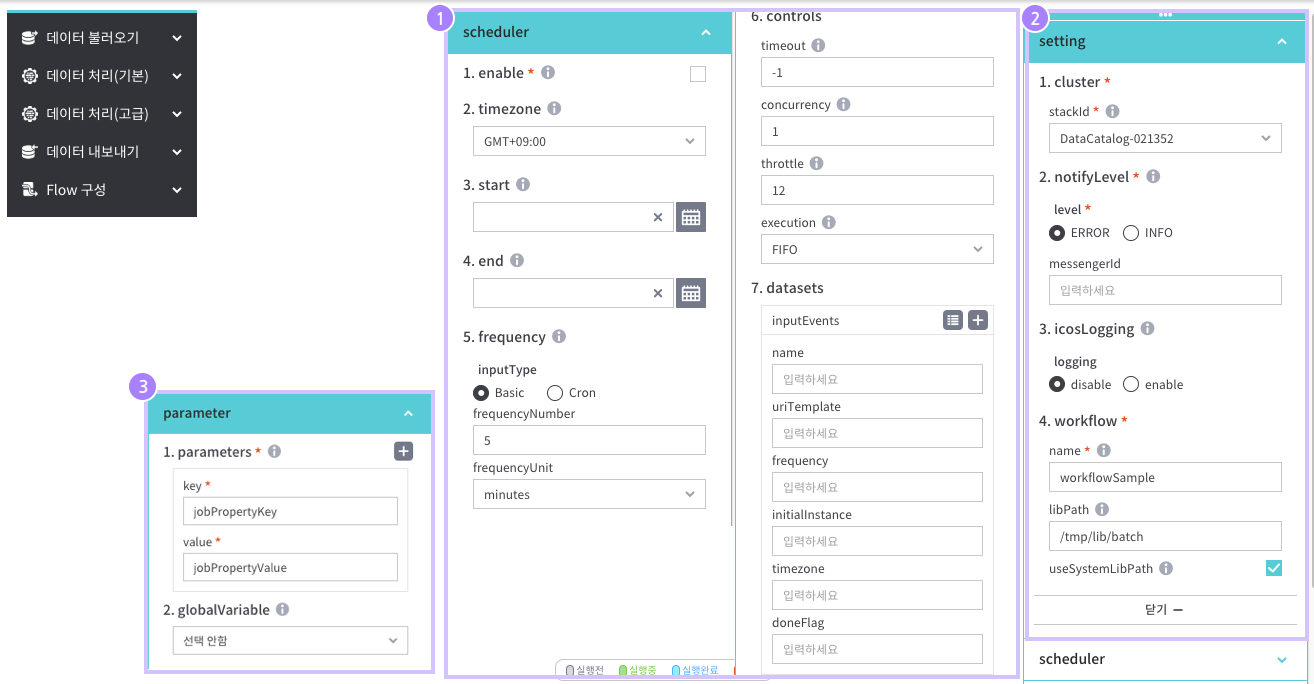 데이터 불러오기
데이터 처리(기본)
데이터 처리(고급)
데이터 내보내기
Flow 구성
1
scheduler
1. enable *
2. timezone
GMT+09:00
3. start
4. end
5. frequency
inputType
Basic Cron
frequencyNumber
5
frequencyUnit
minutes
6. controls
timeout
-1
concurrency
1
throttle
12
execution
FIFO
7. datasets
inputEvents
name
입력하세요
uriTemplate
입력하세요
frequency
입력하세요
initialInstance
입력하세요
timezone
입력하세요
doneFlag
입력하세요
실행전 실행중 실행완료
2
setting
1. cluster *
stackId *
DataCatalog-021352
2. notifyLevel *
level *
ERROR INFO
messengerId
입력하세요
3. icosLogging
logging
disable enable
4. workflow *
name *
workflowSample
libPath
/tmp/lib/batch
useSystemLibPath
닫기
scheduler
3
parameter
1. parameters *
key *
jobPropertyKey
value *
jobPropertyValue
2. globalVariable
선택 안함